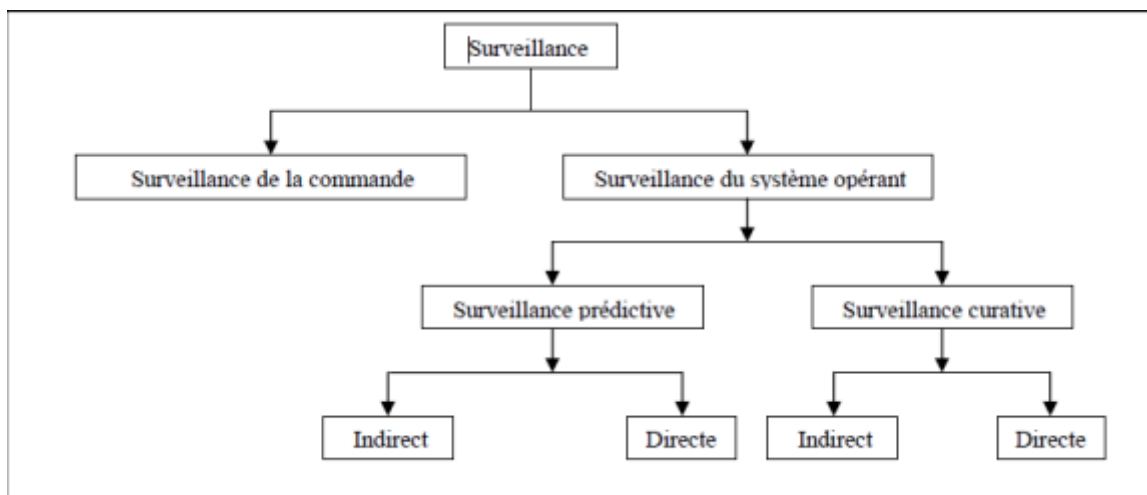 Surveillance
Surveillance de la commande
Surveillance du système opérant
Surveillance prédictive
Surveillance curative
Indirect
Directe
Indirect
Directe